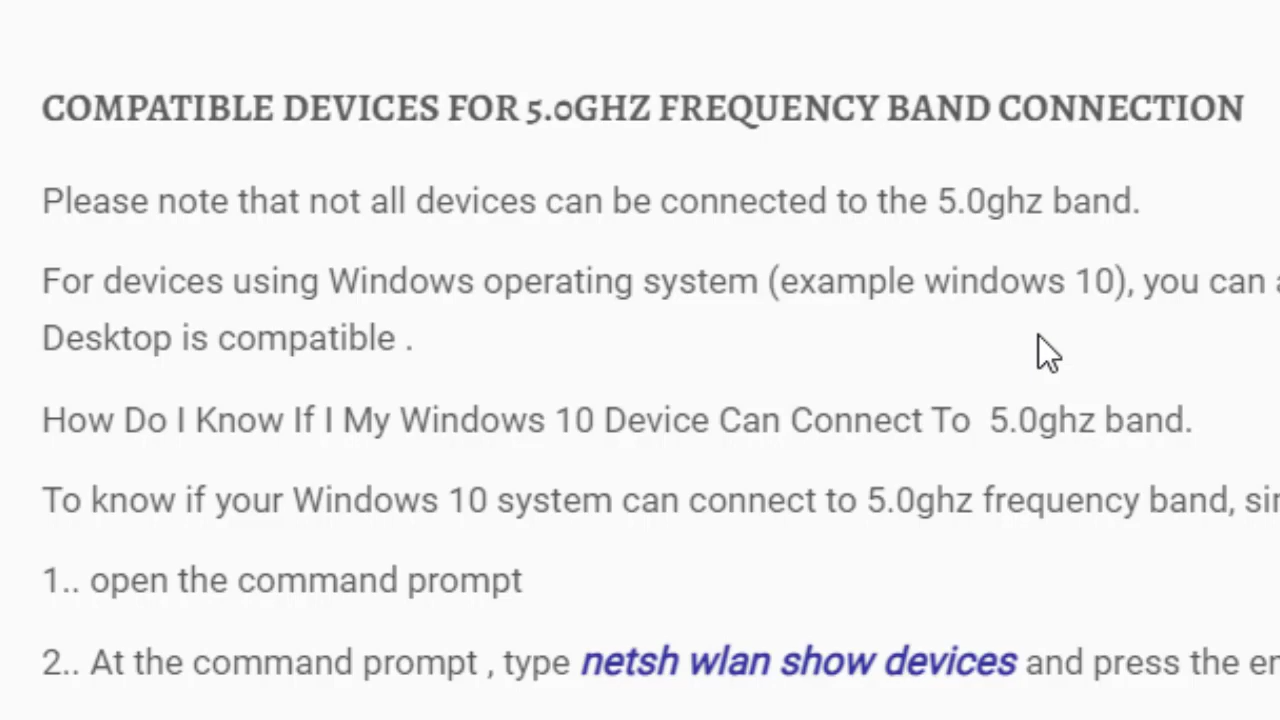 COMPATIBLE DEVICES FOR 5.0GHZ FREQUENCY BAND CONNECTION
Please note that not all devices can be connected to the 5.0ghz band.
For devices using Windows operating system (example windows 10), you can
Desktop is compatible .
How Do I Know If I My Windows 10 Device Can Connect To  5.0ghz band.
To know if your Windows 10 system can connect to 5.0ghz frequency band,
1.. open the command prompt
2.. At the command prompt , type netsh wlan show devices and press the